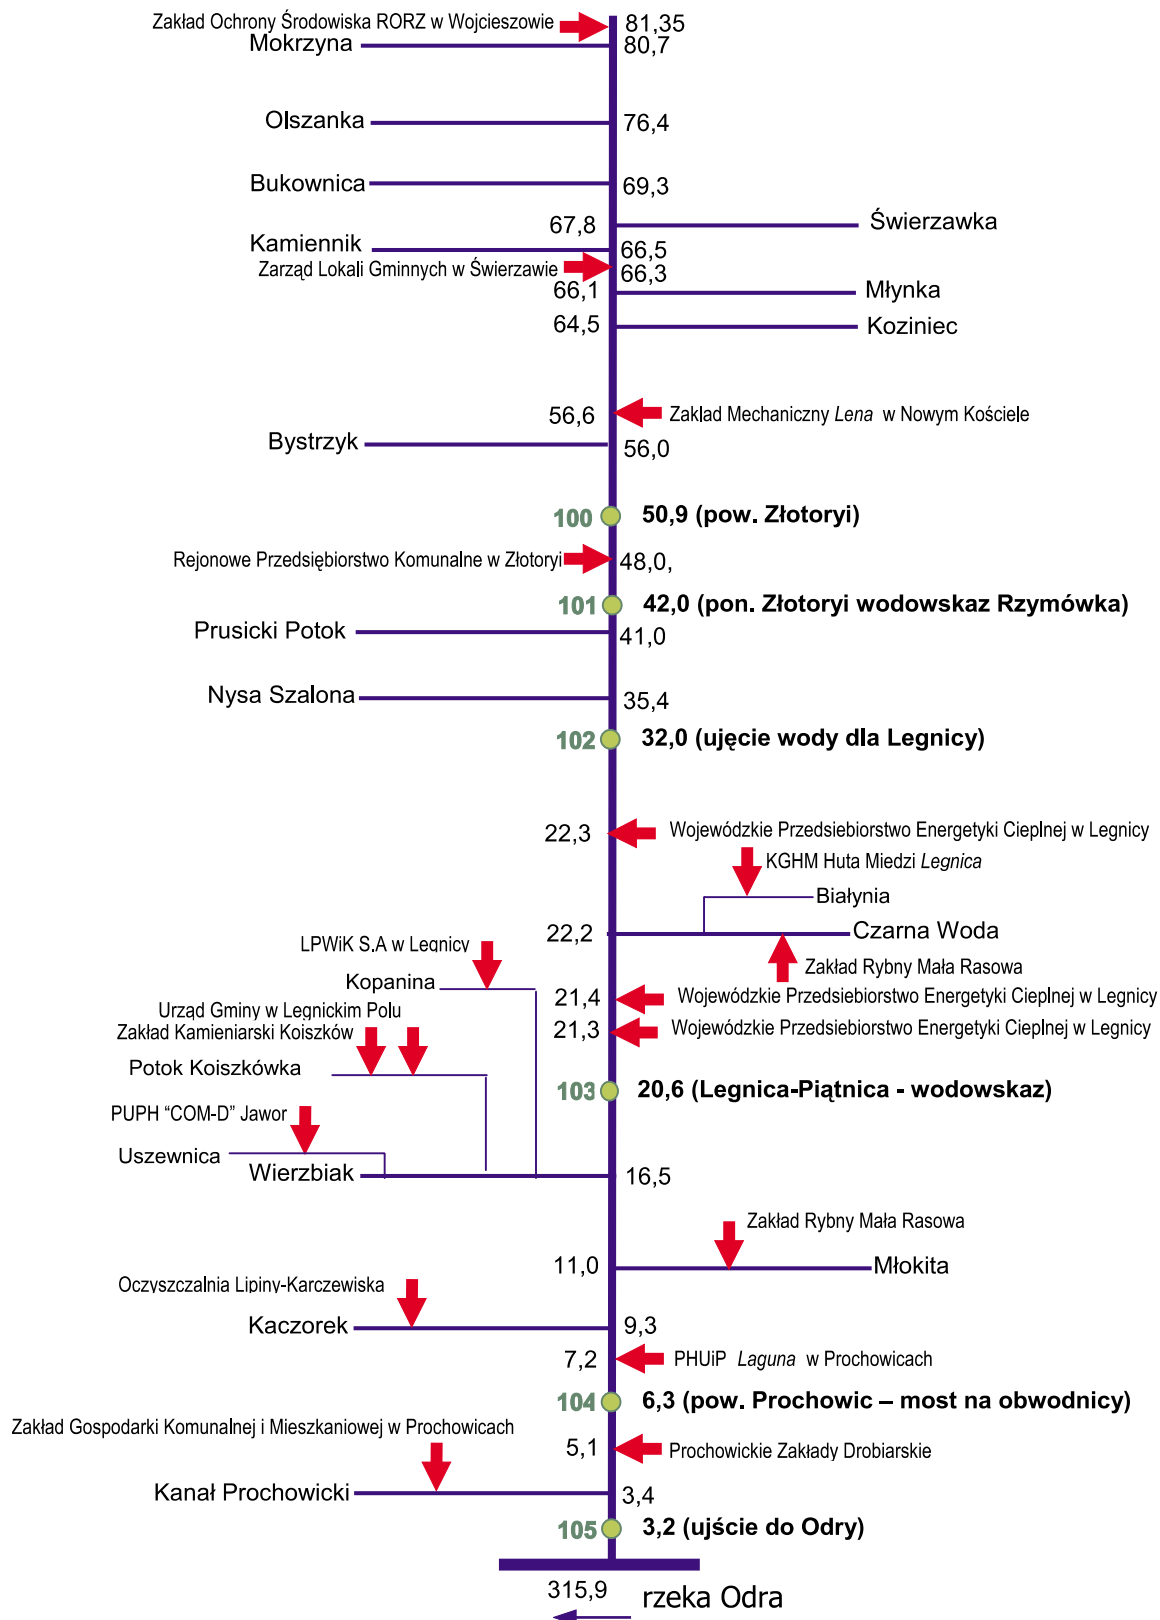 Zakład Ochrony Środowiska RORZ w Wojcieszowie
81,35
Mokrzyna
80,7
Olszanka
76,4
Bukownica
69,3
67,8
Świerzawka
Kamiennik
66,5
Zarząd Lokali Gminnych w Świerzawie
66,3
66,1
Młynka
64,5
Koziniec
56,6
Zaklad Mechaniczny Lena w Nowym Kościele
Bystrzyk
56,0
100
50,9 (pow. Złotoryi)
Rejonowe Przedsiębiorstwo Komunalne w Złotoryi
48,0,
101
42,0 (pon. Złotoryi wodowskaz Rzymówka)
Prusicki Potok
41,0
Nysa Szalona
35,4
102
32,0 (ujęcie wody dla Legnicy)
22,3
Wojewódzkie Przedsiebiorstwo Energetyki Cieplnej w Legnicy
KGHM Huta Miedzi Legnica
Białynia
22,2
Czarna Woda
LPWiK S.A w Legnicy
Zakład Rybny Mała Rasowa
Kopanina
21,4
Wojewódzkie Przedsiebiorstwo Energetyki Cieplnej w Legnicy
Urząd Gminy w Legnickim Polu
Zakład Kamieniarski Koiszków
21,3
Wojewódzkie Przedsiebiorstwo Energetyki Cieplnej w Legnicy
Potok Koiszkówka
103
20,6 (Legnica-Piątnica - wodowskaz)
PUPH “COM-D” Jawor
Uszewnica
Wierzbiak
16,5
Zakład Rybny Mała Rasowa
11,0
Młokita
Oczyszczalnia Lipiny-Karczewiska
Kaczorek
9,3
7,2
PHUiP Laguna w Prochowicach
104
6,3 (pow. Prochowic – most na obwodnicy)
Zakład Gospodarki Komunalnej i Mieszkaniowej w Prochowicach
5,1
Prochowickie Zakłady Drobiarskie
Kanał Prochowicki
3,4
105
3,2 (ujście do Odry)
315,9
rzeka Odra